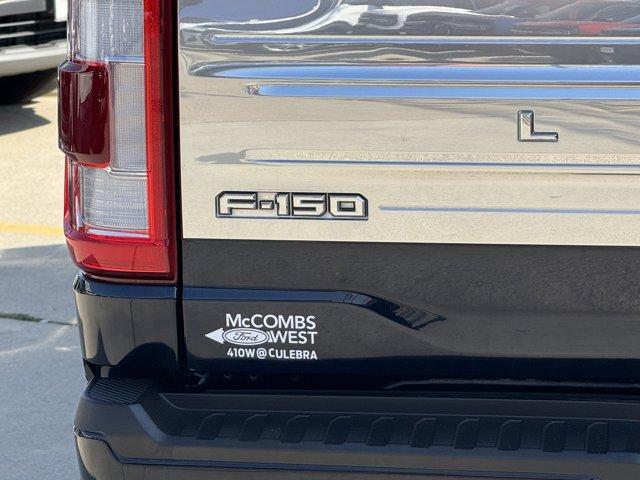 L
F-150
McCOMBS
Ford WEST
410W@CULEBRA